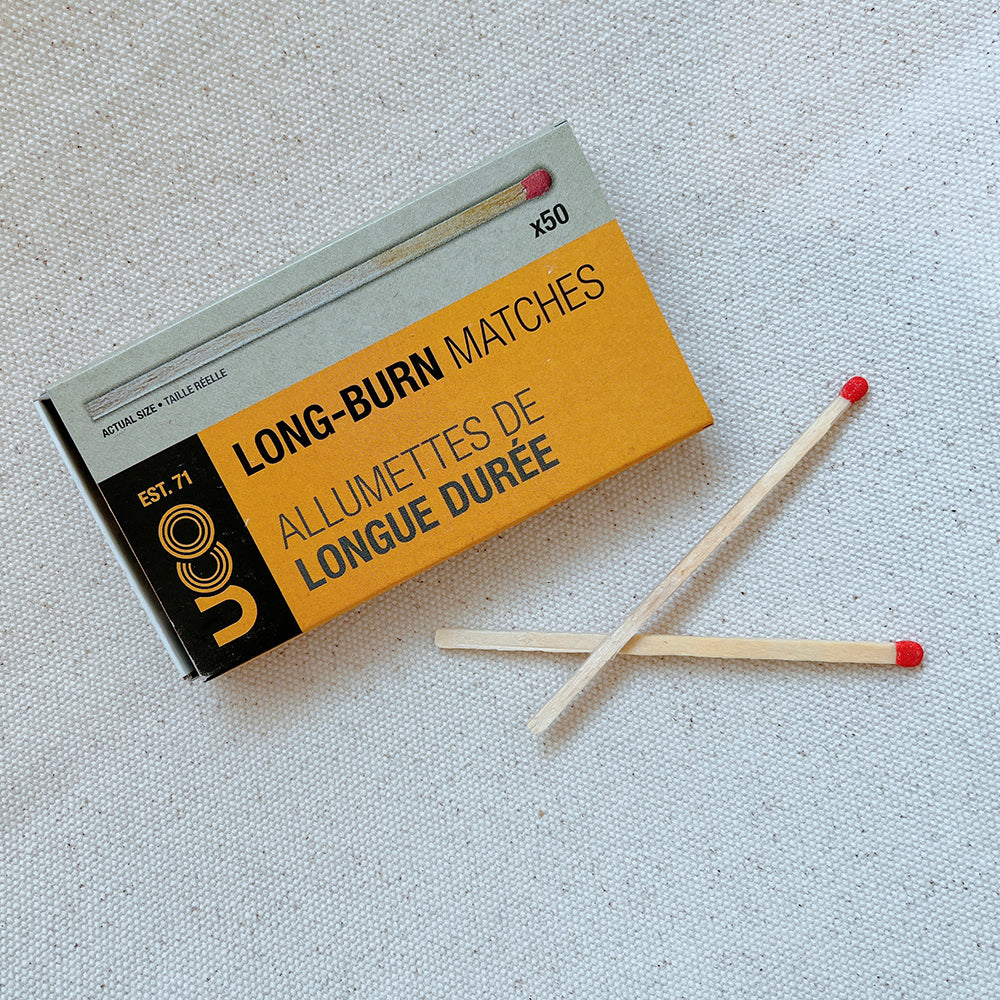 x50
ACTUAL SIZE • TAILLE RÉELLE
LONG-BURN MATCHES
ALLUMETTES DE
LONGUE DURÉE
EST. 71
uco